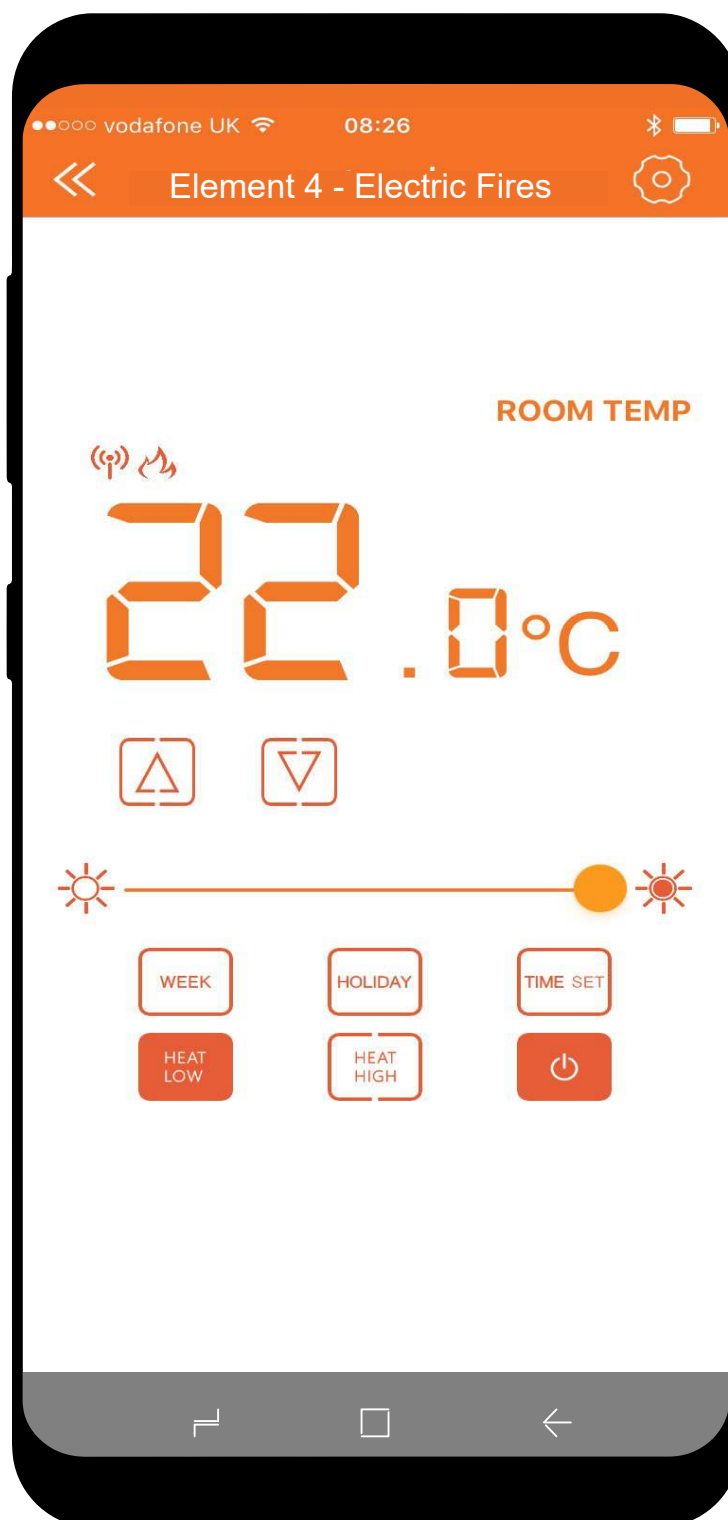 vodafone UK 08:26
Element 4 - Electric Fires
ROOM TEMP
22.0°C
WEEK HOLIDAY TIME SET
HEAT LOW
HEAT HIGH